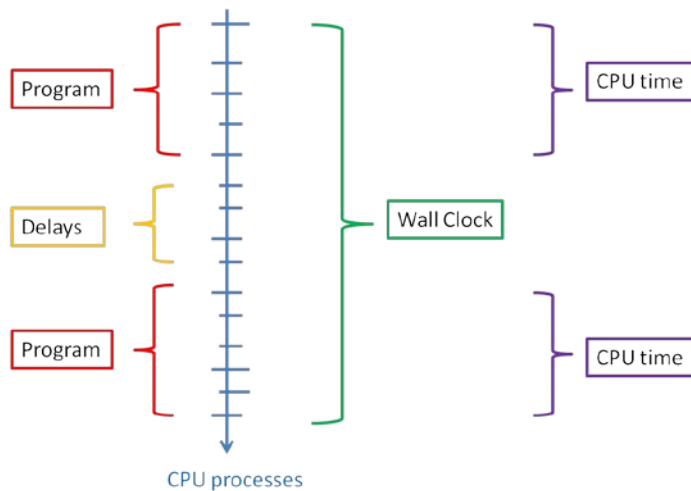 Program
CPU time
Delays
Wall Clock
Program
CPU time
CPU processes